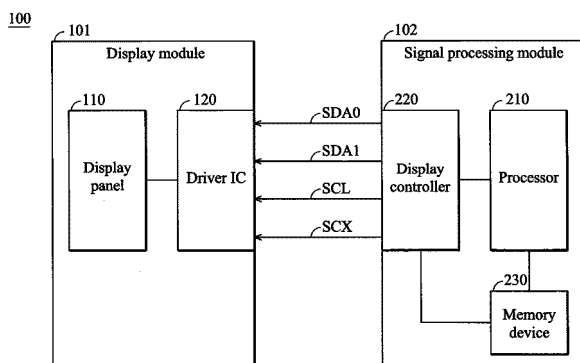 100
101
Display module
110
Display
panel
120
Driver IC
SDA0
SDA1
SCL
SCX
102
Signal processing module
220
Display
controller
210
Processor
230
Memory
device